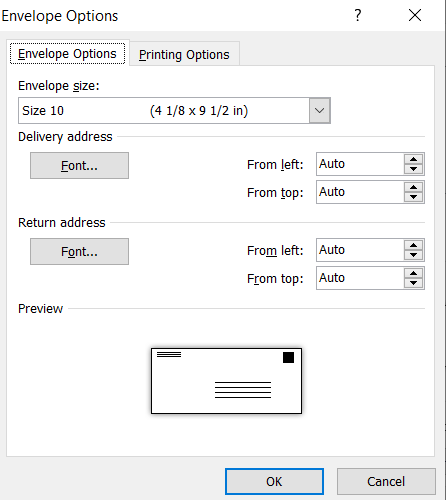 Envelope Options ? ×
Envelope Options Printing Options
Envelope size:
Size 10 (4 1/8 x 9 1/2 in)
Delivery address
Font... From left: Auto
From top: Auto
Return address
Font... From left: Auto
From top: Auto
Preview
OK Cancel